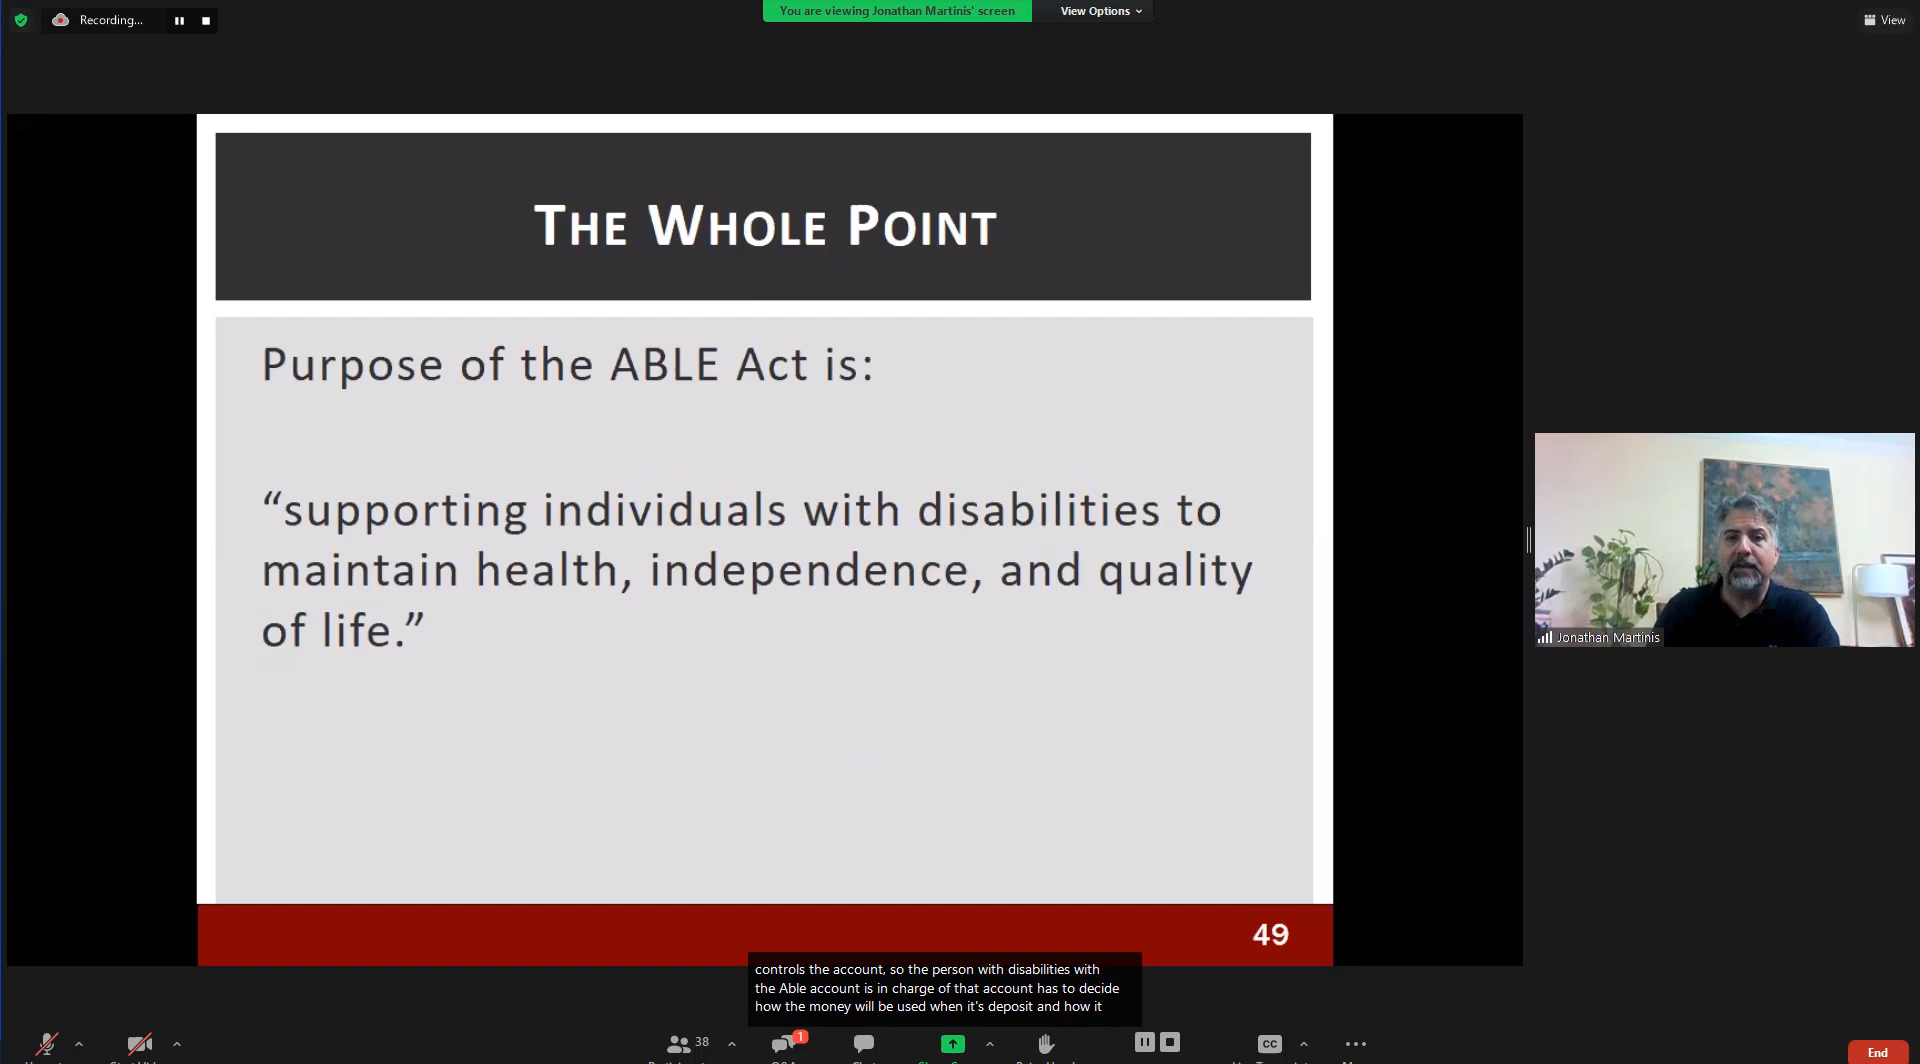 Recording...
You are viewing Jonathan Martinis' screen
View Options
View
THE WHOLE POINT
Purpose of the ABLE Act is:
“supporting individuals with disabilities to
maintain health, independence, and quality
of life.”
49
Jonathan Martinis
controls the account, so the person with disabilities with
the Able account is in charge of that account has to decide
how the money will be used when it's deposit and how it
38
1
CC
End